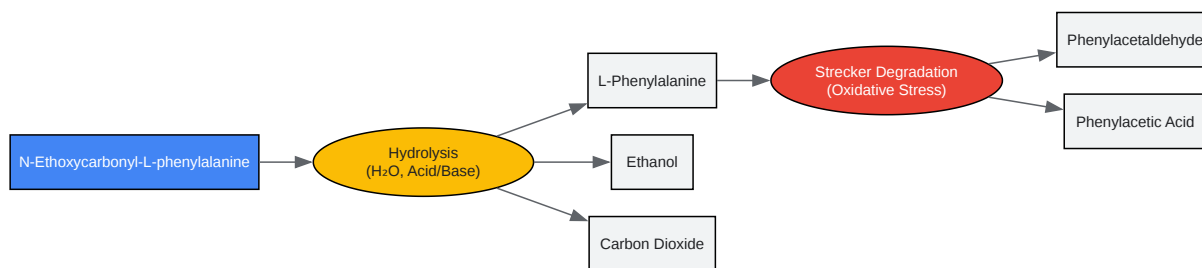 N-Ethoxycarbonyl-L-phenylalanine
Hydrolysis
(H₂O, Acid/Base)
L-Phenylalanine
Ethanol
Carbon Dioxide
Strecker Degradation
(Oxidative Stress)
Phenylacetaldehyde
Phenylacetic Acid